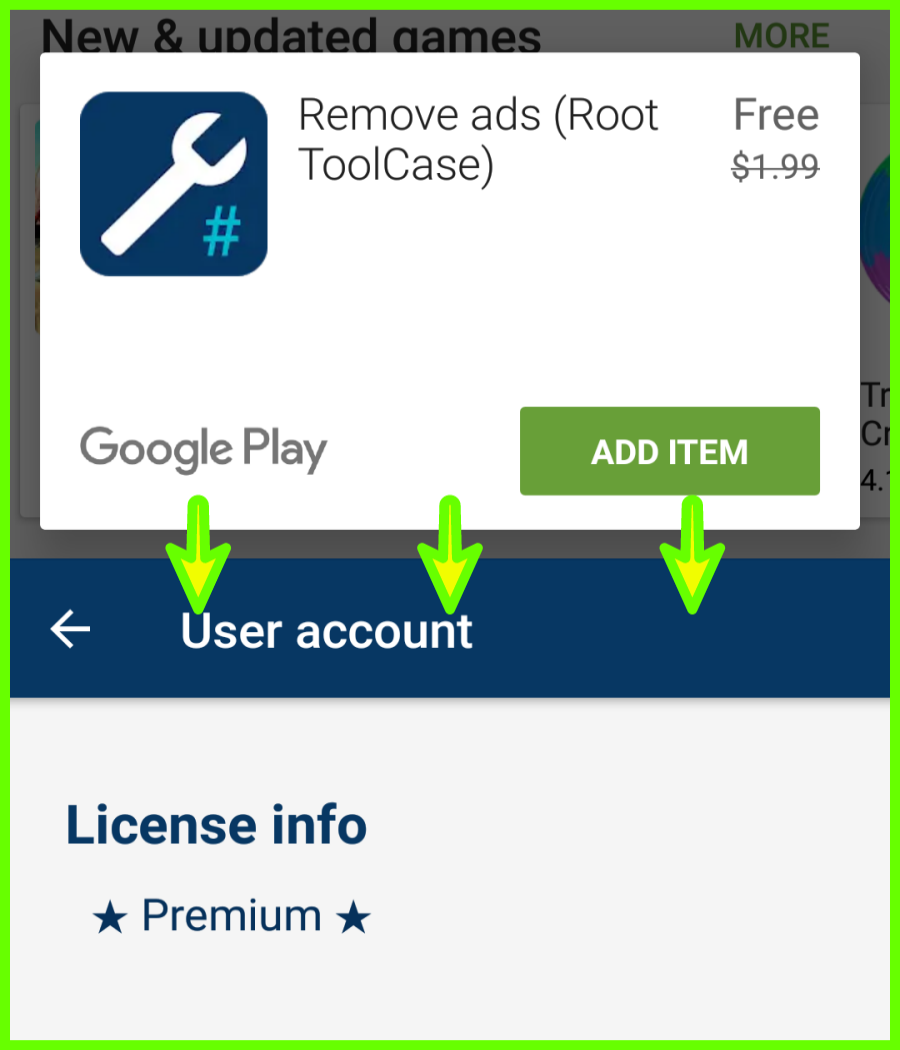 New & updated games MORE
Remove ads (Root Free
ToolCase) $1.99
#
Tr
Cr
Google Play ADD ITEM
4.
User account
License info
★ Premium ★